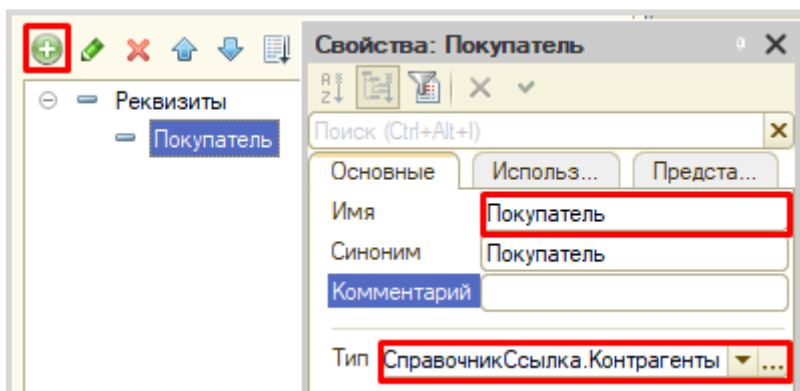 Свойства: Покупатель
Реквизиты
Покупатель
Поиск (Ctrl+Alt+I)
Основные Использ... Предста...
Имя Покупатель
Синоним Покупатель
Комментарий
Тип СправочникСсылка.Контрагенты ...